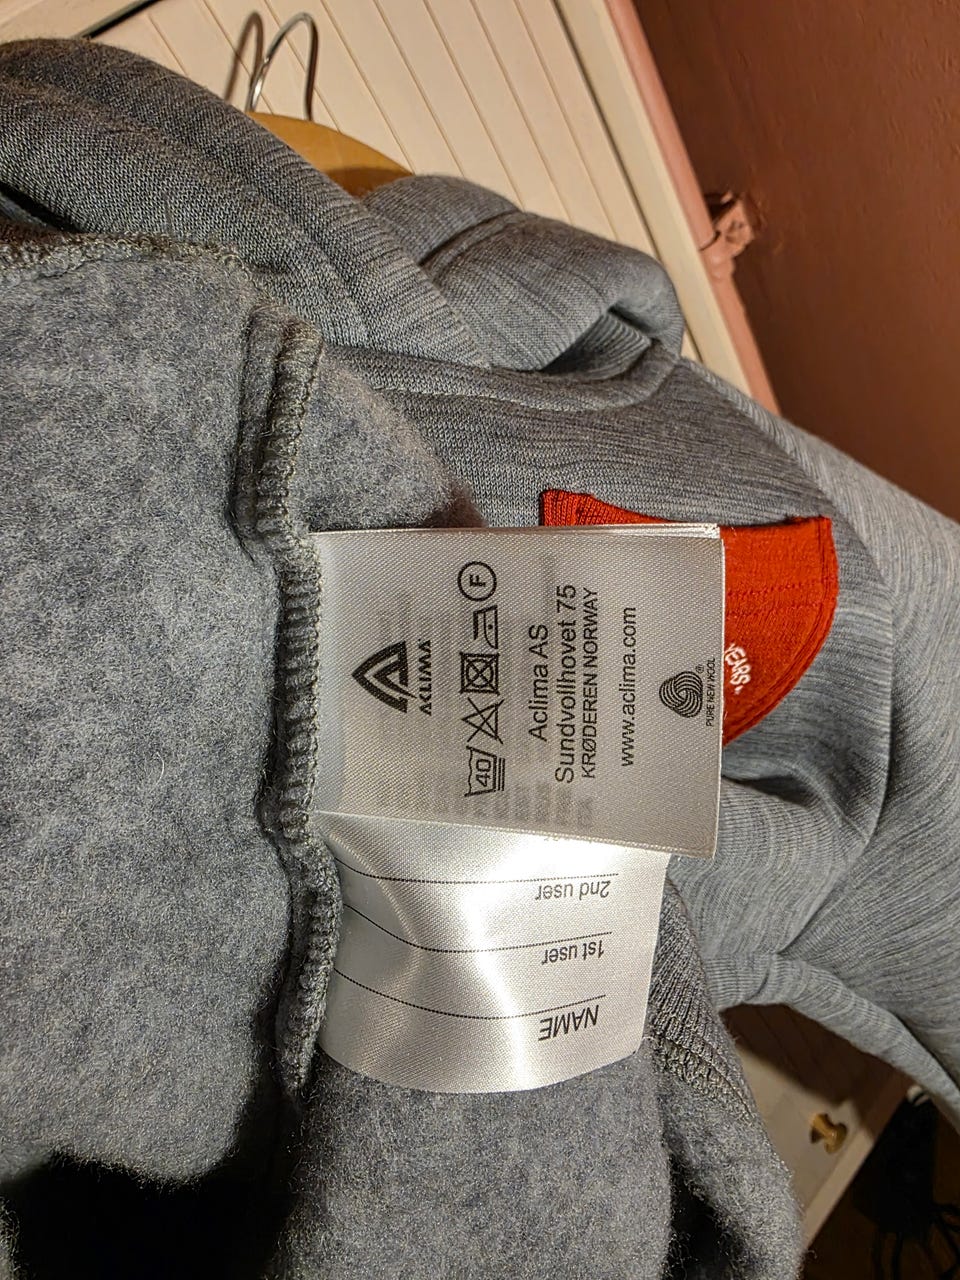 ACLIMA
40 F
Aclima AS
Sundvollhovet 75
KRØDEREN NORWAY
www.aclima.com
PURE NEW WOOL
NAME
1st user
2nd user
YEARS.